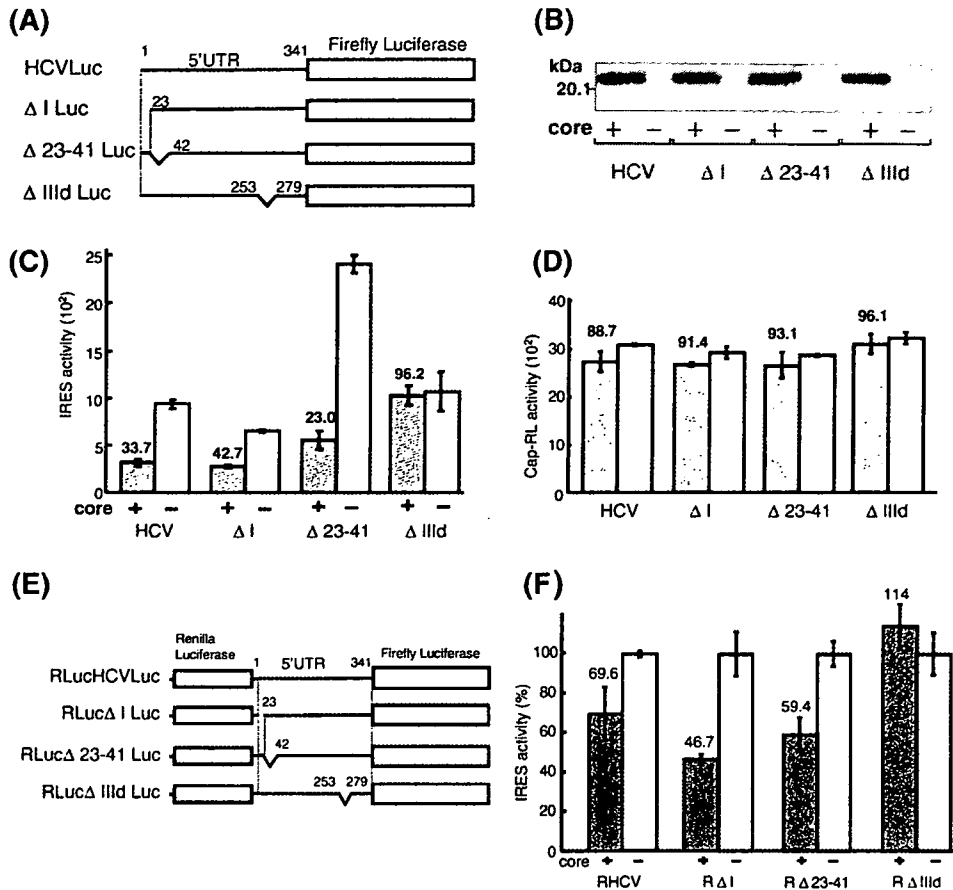 (A)
1 5'UTR 341 Firefly Luciferase
HCVLuc
23
Δ I Luc
Δ 23-41 Luc 42
253 279
Δ IIId Luc
(B)
kDa
20.1
core + − + − + − + −
HCV Δ I Δ 23-41 Δ IIId
(C)
IRES activity (10²)
25
20
15
10
5
0
33.7 42.7 23.0 96.2
core + − + − + − + −
HCV Δ I Δ 23-41 Δ IIId
(D)
Cap-RL activity (10²)
40
30
20
10
0
88.7 91.4 93.1 96.1
HCV Δ I Δ 23-41 Δ IIId
(E)
Renilla
Luciferase
1 5'UTR 341 Firefly Luciferase
RLucHCVLuc
23
RLucΔ I Luc
42
RLucΔ 23-41 Luc
253 279
RLucΔ IIId Luc
(F)
IRES activity (%)
100
80
60
40
20
0
69.6 46.7 59.4 114
core + − + − + − + −
RHCV R Δ I R Δ 23-41 R Δ IIId